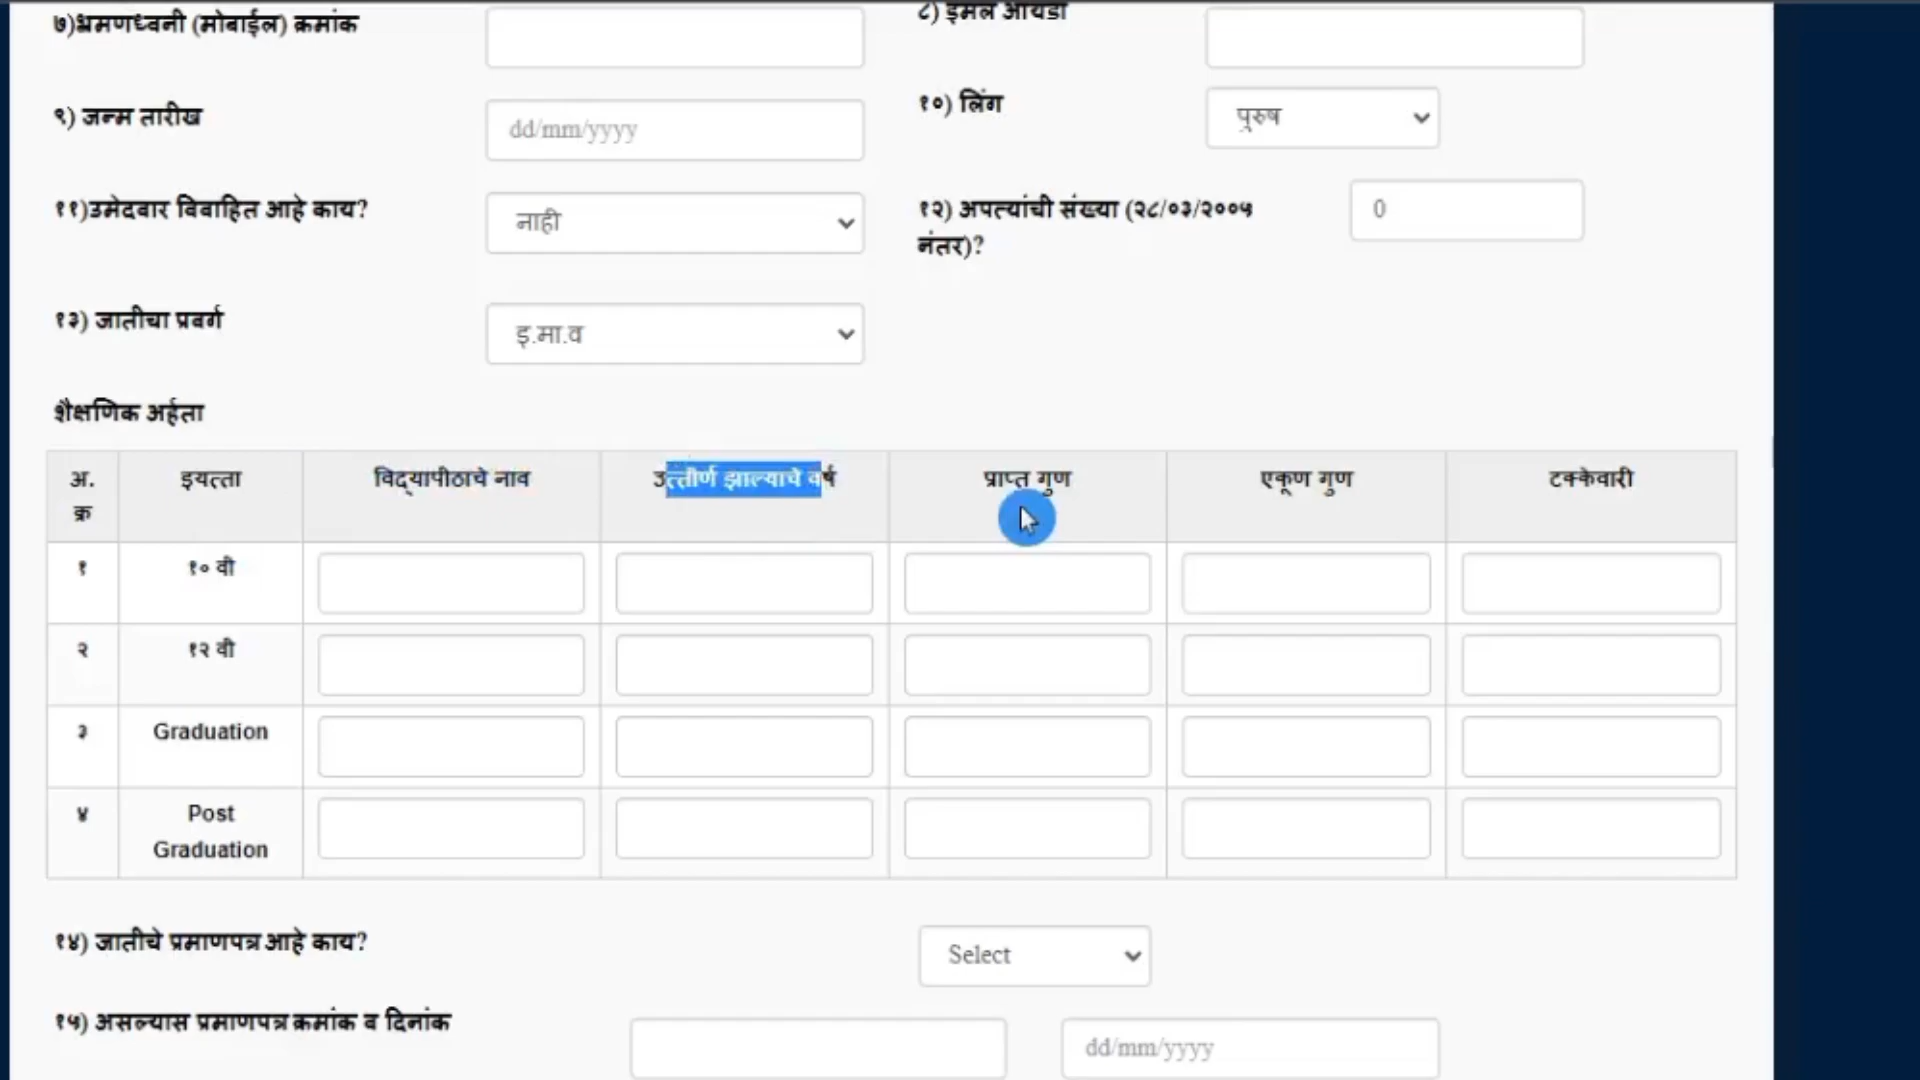 ७)भ्रमणध्वनी (मोबाईल) क्रमांक
८) इमेल आयडी
९) जन्म तारीख
dd/mm/yyyy
१०) लिंग
पुरुष
११)उमेदवार विवाहित आहे काय?
नाही
१२) अपत्यांची संख्या (२८/०३/२००५
नंतर)?
0
१३) जातीचा प्रवर्ग
इ.मा.व
शैक्षणिक अर्हता
अ.
क्र
इयत्ता
विद्यापीठाचे नाव
उत्तीर्ण झाल्याचे वर्ष
प्राप्त गुण
एकूण गुण
टक्केवारी
१
१० वी
२
१२ वी
३
Graduation
४
Post
Graduation
१४) जातीचे प्रमाणपत्र आहे काय?
Select
१५) असल्यास प्रमाणपत्र क्रमांक व दिनांक
dd/mm/yyyy